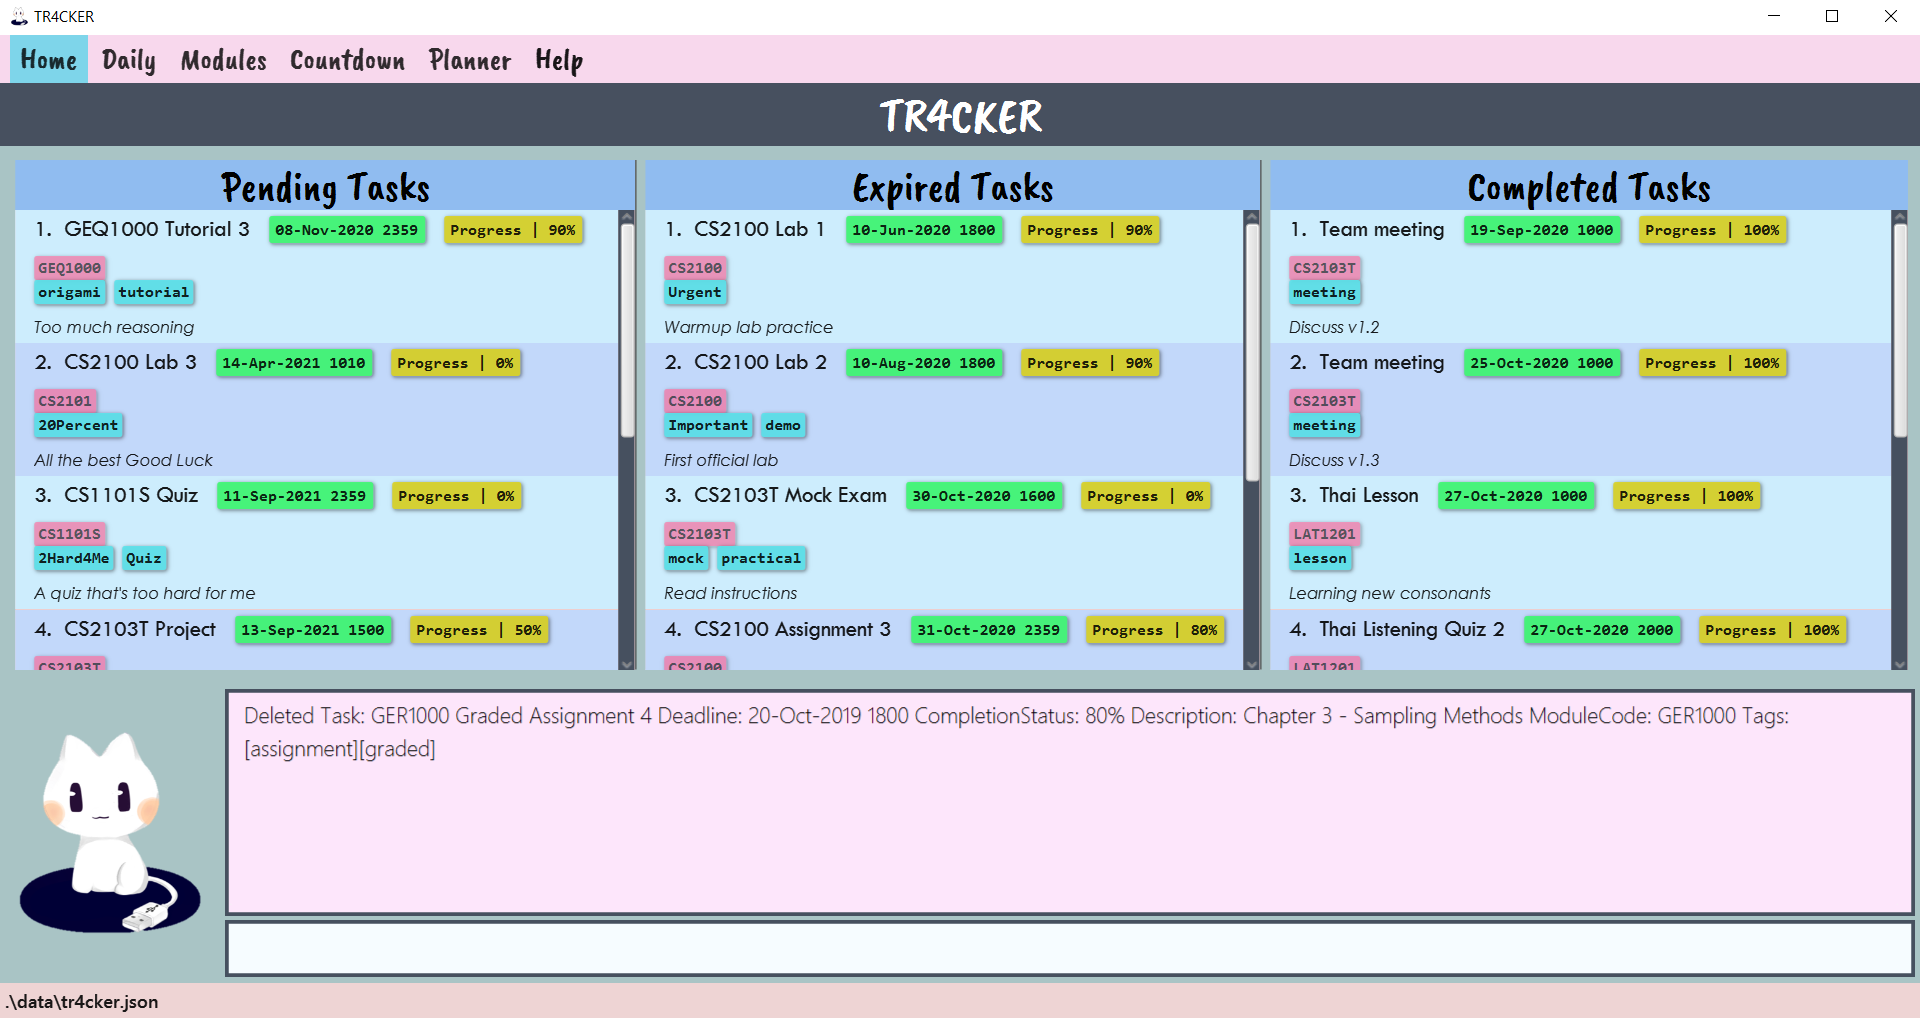 TR4CKER
Home Daily Modules Countdown Planner Help
TR4CKER
Pending Tasks
1. GEQ1000 Tutorial 3 08-Nov-2020 2359 Progress | 90%
GEQ1000
origami tutorial
Too much reasoning
2. CS2100 Lab 3 14-Apr-2021 1010 Progress | 0%
CS2101
20Percent
All the best Good Luck
3. CS1101S Quiz 11-Sep-2021 2359 Progress | 0%
CS1101S
2Hard4Me Quiz
A quiz that's too hard for me
4. CS2103T Project 13-Sep-2021 1500 Progress | 50%
CS2103T
Expired Tasks
1. CS2100 Lab 1 10-Jun-2020 1800 Progress | 90%
CS2100
Urgent
Warmup lab practice
2. CS2100 Lab 2 10-Aug-2020 1800 Progress | 90%
CS2100
Important demo
First official lab
3. CS2103T Mock Exam 30-Oct-2020 1600 Progress | 0%
CS2103T
mock practical
Read instructions
4. CS2100 Assignment 3 31-Oct-2020 2359 Progress | 80%
CS2100
Completed Tasks
1. Team meeting 19-Sep-2020 1000 Progress | 100%
CS2103T
meeting
Discuss v1.2
2. Team meeting 25-Oct-2020 1000 Progress | 100%
CS2103T
meeting
Discuss v1.3
3. Thai Lesson 27-Oct-2020 1000 Progress | 100%
LAT1201
lesson
Learning new consonants
4. Thai Listening Quiz 2 27-Oct-2020 2000 Progress | 100%
LAT1201
Deleted Task: GER1000 Graded Assignment 4 Deadline: 20-Oct-2019 1800 CompletionStatus: 80% Description: Chapter 3 - Sampling Methods ModuleCode: GER1000 Tags:
[assignment][graded]
.\data\tr4cker.json